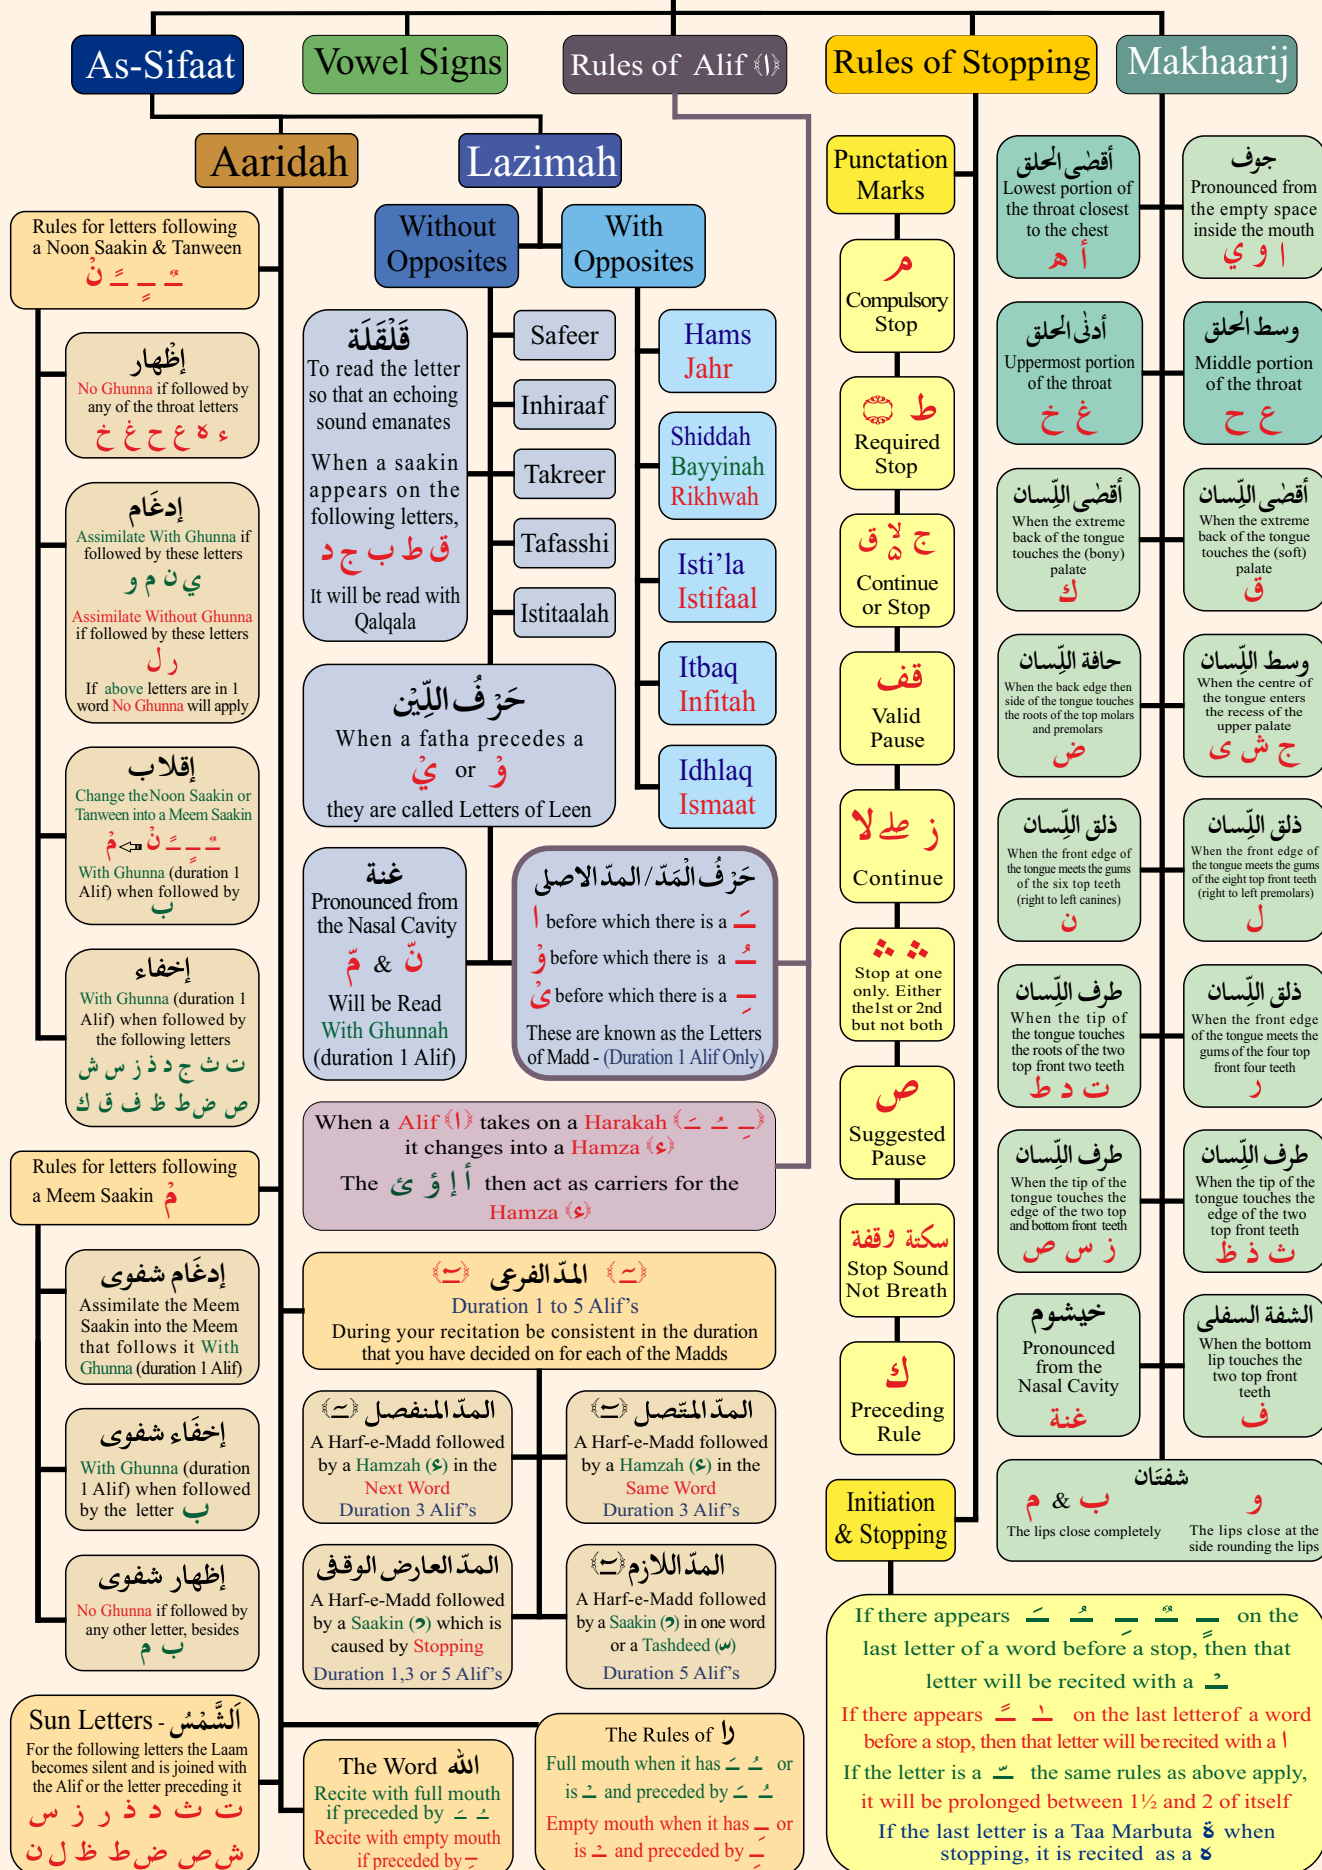 As-Sifaat
Vowel Signs
Rules of Alif ﴿ا﴾
Rules of Stopping
Makhaarij
Aaridah
Lazimah
Rules for letters following
a Noon Saakin & Tanween
نْ ـً ـٍ ـٌ
إظْهار
No Ghunna if followed by
any of the throat letters
ء ه ع ح غ خ
إدغَام
Assimilate With Ghunna if
followed by these letters
ي ن م و
Assimilate Without Ghunna
if followed by these letters
ر ل
If above letters are in 1
word No Ghunna will apply
إقلاب
Change the Noon Saakin or
Tanween into a Meem Saakin
مْ نْ ـً ـٍ ـٌ
With Ghunna (duration 1
Alif) when followed by
ب
إخفاء
With Ghunna (duration 1
Alif) when followed by
the following letters
ت ث ج د ذ ز س ش
ص ض ط ظ ف ق ك
Rules for letters following
a Meem Saakin مْ
إدغَام شفوى
Assimilate the Meem
Saakin into the Meem
that follows it With
Ghunna (duration 1 Alif)
إخفَاء شفوى
With Ghunna (duration
1 Alif) when followed
by the letter ب
إظهار شفوى
No Ghunna if followed by
any other letter, besides
ب م
Sun Letters - اَلشَّمْسُ
For the following letters the Laam
becomes silent and is joined with
the Alif or the letter preceding it
ت ث د ذ ر ز س
ش ص ض ط ظ ل ن
Without
Opposites
With
Opposites
قَلْقَلَة
To read the letter
so that an echoing
sound emanates
When a saakin
appears on the
following letters,
ق ط ب ج د
It will be read with
Qalqala
Safeer
Inhiraaf
Takreer
Tafasshi
Istitaalah
Hams
Jahr
Shiddah
Bayyinah
Rikhwah
Isti’la
Istifaal
Itbaq
Infitah
Idhlaq
Ismaat
حَرْفُ اللِّيْن
When a fatha precedes a
يْ or وْ
they are called Letters of Leen
غنة
Pronounced from
the Nasal Cavity
مّ & نّ
Will be Read
With Ghunnah
(duration 1 Alif)
حَرْفُ الْمَدّ / المدّ الاصلى
ا before which there is a ـَ
وْ before which there is a ـُ
ىْ before which there is a ـِ
These are known as the Letters
of Madd - (Duration 1 Alif Only)
When a Alif ﴿ا﴾ takes on a Harakah ﴿ـَ ـُ ـِ﴾
it changes into a Hamza ﴿ء﴾
The أ إ ؤ ئ then act as carriers for the
Hamza ﴿ء﴾
﴿ـٓ﴾ المدّ الفرعى ﴿ـٓ﴾
Duration 1 to 5 Alif’s
During your recitation be consistent in the duration
that you have decided on for each of the Madds
المدّ المنفصل ﴿ـٓ﴾
A Harf-e-Madd followed
by a Hamzah (ء) in the
Next Word
Duration 3 Alif’s
المدّ المتّصل ﴿ـٓ﴾
A Harf-e-Madd followed
by a Hamzah (ء) in the
Same Word
Duration 3 Alif’s
المدّ العارض الوقفى
A Harf-e-Madd followed
by a Saakin (ْ) which is
caused by Stopping
Duration 1,3 or 5 Alif’s
المدّ اللازم ﴿ـٓ﴾
A Harf-e-Madd followed
by a Saakin (ْ) in one word
or a Tashdeed (ّ)
Duration 5 Alif’s
The Word الله
Recite with full mouth
if preceded by ـُ ـَ
Recite with empty mouth
if preceded by ـِ
The Rules of را
Full mouth when it has ـُ ـَ or
is ـْ and preceded by ـُ ـَ
Empty mouth when it has ـِ or
is ـْ and preceded by ـِ
Punctation
Marks
م
Compulsory
Stop
ط
Required
Stop
ج لا ۵ ق
Continue
or Stop
قف
Valid
Pause
ز صلے لا
Continue
∴ ∴
Stop at one
only. Either
the1st or 2nd
but not both
ص
Suggested
Pause
سكتة وقفة
Stop Sound
Not Breath
ك
Preceding
Rule
Initiation
& Stopping
أقصٰى الحلق
Lowest portion of
the throat closest
to the chest
أ ه
جوف
Pronounced from
the empty space
inside the mouth
ا و ي
أدنٰى الحلق
Uppermost portion
of the throat
غ خ
وسط الحلق
Middle portion
of the throat
ع ح
أقصٰى اللِّسان
When the extreme
back of the tongue
touches the (bony)
palate
ك
أقصٰى اللِّسان
When the extreme
back of the tongue
touches the (soft)
palate
ق
حافة اللِّسان
When the back edge then
side of the tongue touches
the roots of the top molars
and premolars
ض
وسط اللِّسان
When the centre of
the tongue enters
the recess of the
upper palate
ج ش ى
ذلق اللِّسان
When the front edge of
the tongue meets the gums
of the six top teeth
(right to left canines)
ن
ذلق اللِّسان
When the front edge of
the tongue meets the gums
of the eight top front teeth
(right to left premolars)
ل
طرف اللِّسان
When the tip of
the tongue touches
the roots of the two
top front two teeth
ت د ط
ذلق اللِّسان
When the front edge
of the tongue meets the
gums of the four top
front four teeth
ر
طرف اللِّسان
When the tip of the
tongue touches the
edge of the two top
and bottom front teeth
ز س ص
طرف اللِّسان
When the tip of the
tongue touches the
edge of the two
top front teeth
ث ذ ظ
خيشوم
Pronounced
from the
Nasal Cavity
غنة
الشفة السفلى
When the bottom
lip touches the
two top front
teeth
ف
شفتَان
م & ب
The lips close completely
و
The lips close at the
side rounding the lips
If there appears ـَ ـُ ـِ ـٌ ـٍ on the
last letter of a word before a stop, then that
letter will be recited with a ـْ
If there appears ـً ـٰ on the last letter of a word
before a stop, then that letter will be recited with a ا
If the letter is a ـّ the same rules as above apply,
it will be prolonged between 1½ and 2 of itself
If the last letter is a Taa Marbuta ة when
stopping, it is recited as a ه